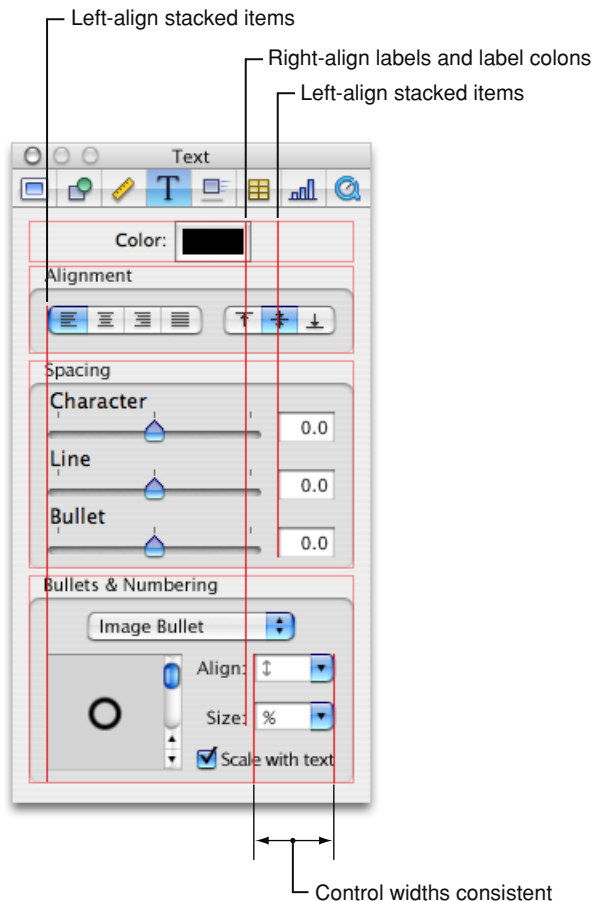 Left-align stacked items
Right-align labels and label colons
Left-align stacked items
Text
T
Color:
Alignment
Spacing
Character
0.0
Line
0.0
Bullet
0.0
Bullets & Numbering
Image Bullet
Align:
Size: %
Scale with text
Control widths consistent